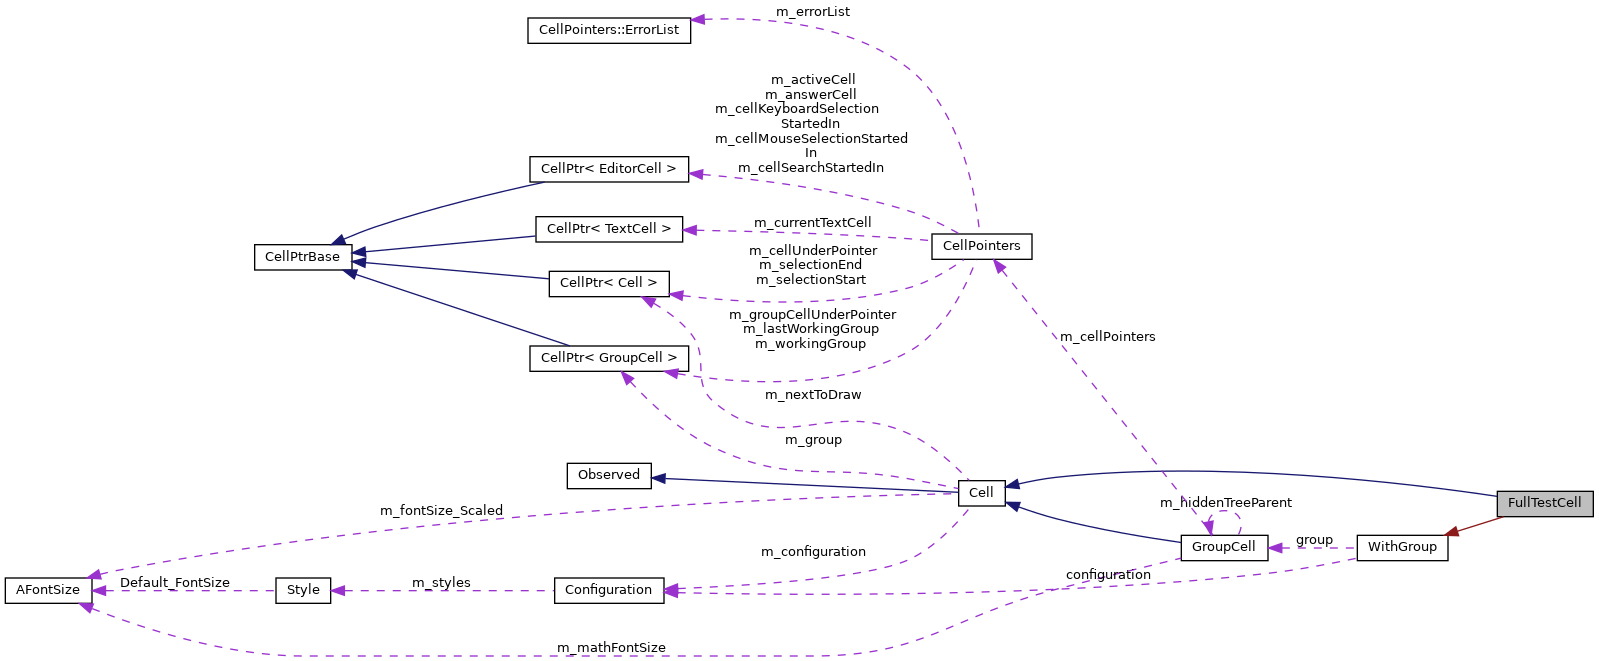 m_errorList
CellPointers::ErrorList
m_activeCell
m_answerCell
m_cellKeyboardSelection
StartedIn
m_cellMouseSelectionStarted
In
m_cellSearchStartedIn
CellPtr< EditorCell >
CellPtr< TextCell >
m_currentTextCell
CellPointers
CellPtrBase
m_cellUnderPointer
m_selectionEnd
m_selectionStart
CellPtr< Cell >
m_groupCellUnderPointer
m_lastWorkingGroup
m_workingGroup
m_cellPointers
CellPtr< GroupCell >
m_nextToDraw
m_group
Observed
Cell
m_hiddenTreeParent
FullTestCell
m_fontSize_Scaled
m_configuration
GroupCell
group
WithGroup
configuration
AFontSize
Default_FontSize
Style
m_styles
Configuration
m_mathFontSize